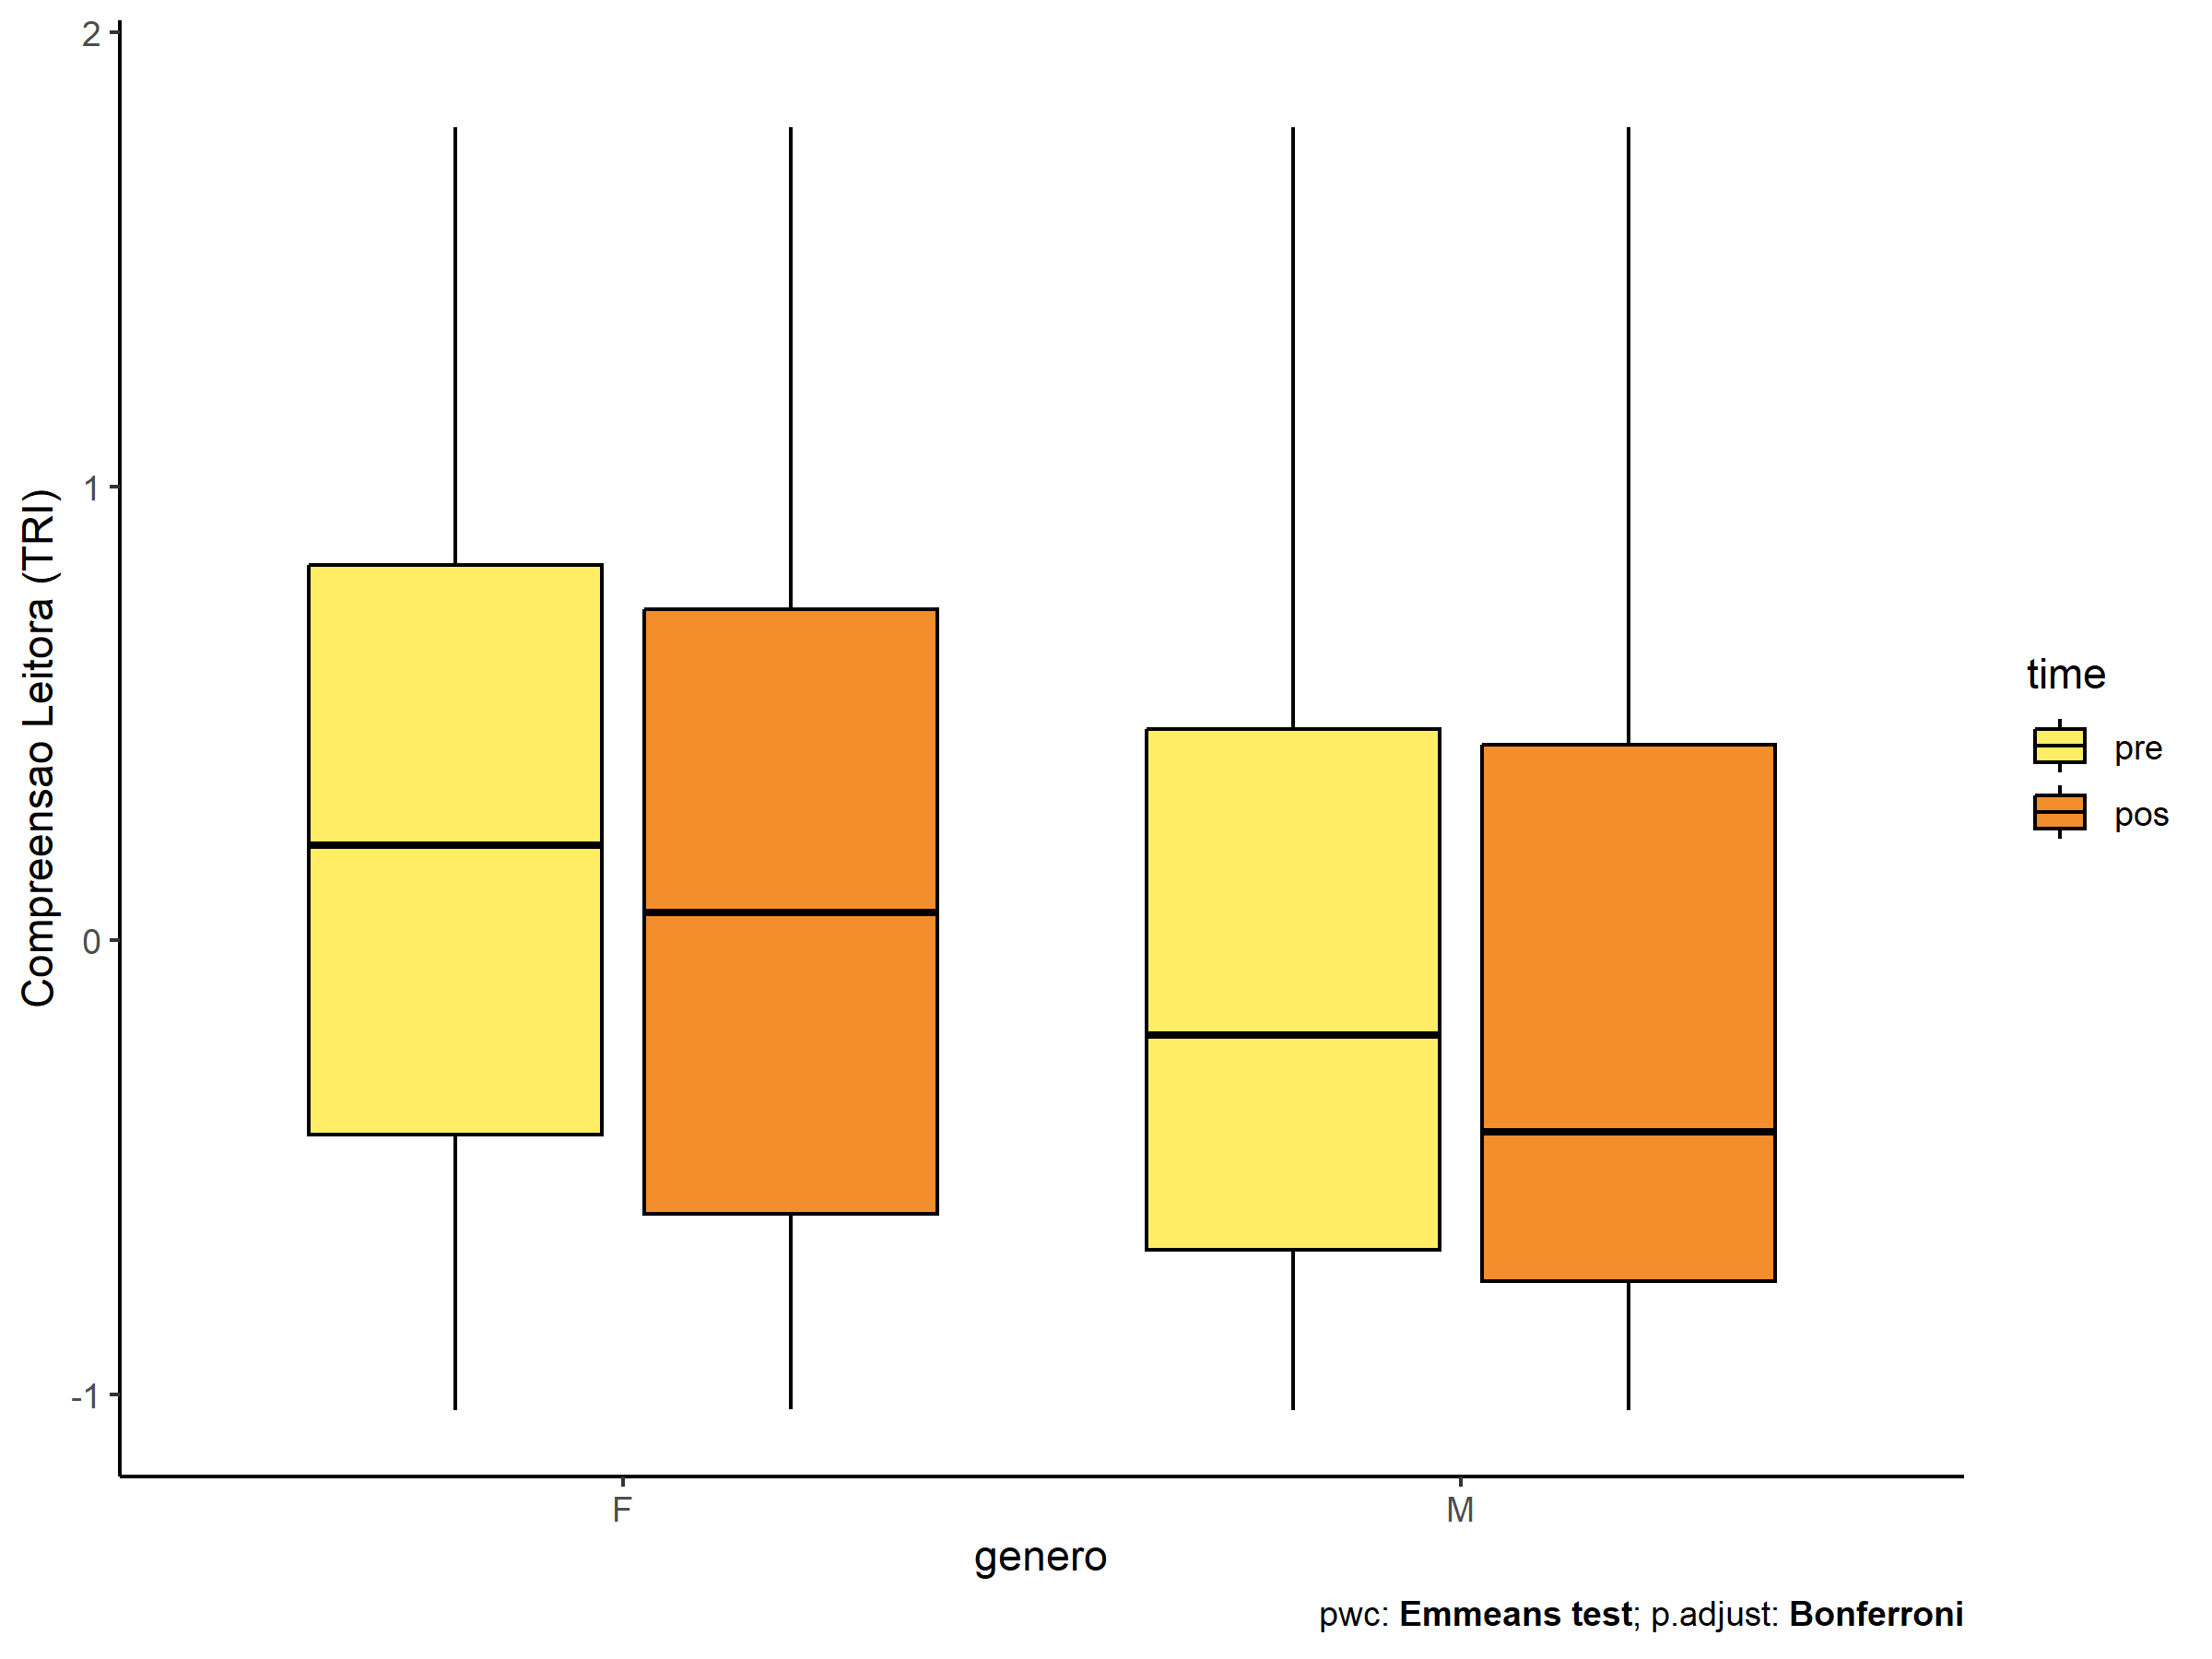 Compreensao Leitora (TRI)
2
1
0
-1
F
M
genero
time
pre
pos
pwc: Emmeans test; p.adjust: Bonferroni